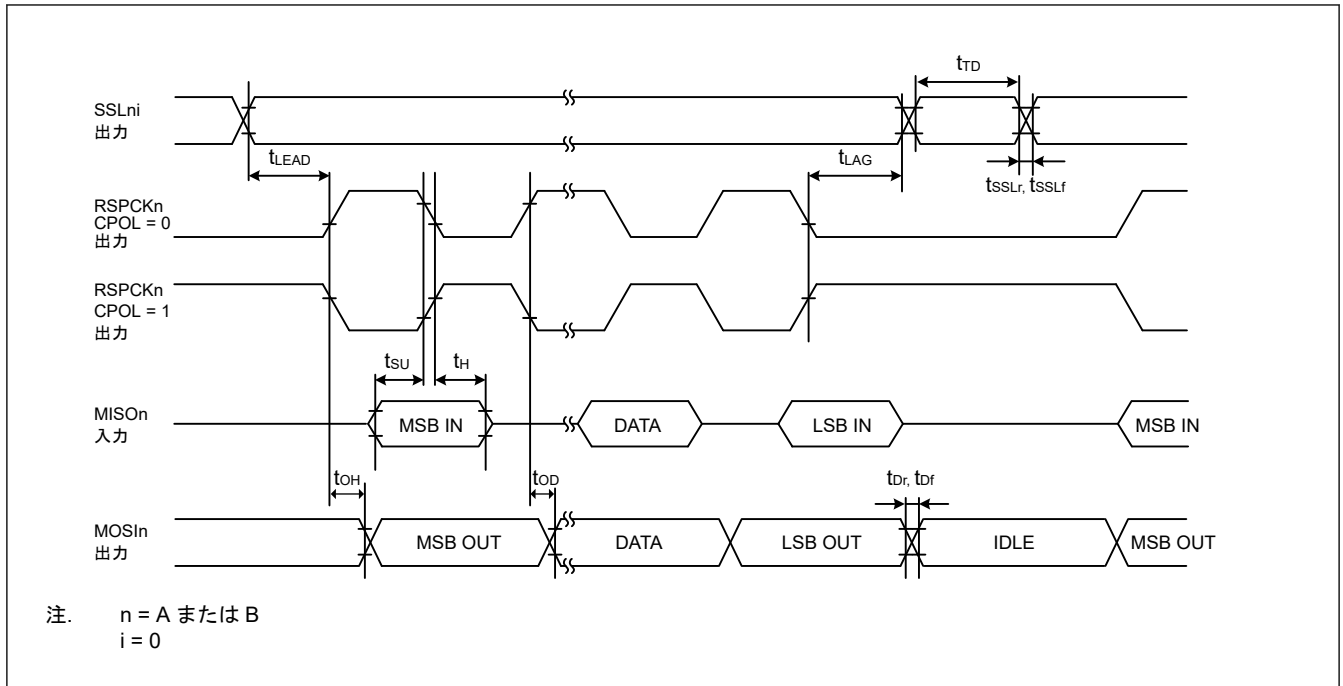 tTD
SSLni
出力
tLEAD
tLAG
tSSLr, tSSLf
RSPCKn
CPOL = 0
出力
RSPCKn
CPOL = 1
出力
tSU
tH
MISOn
入力
MSB IN
DATA
LSB IN
MSB IN
tOH
tOD
tDr, tDf
MOSIn
出力
MSB OUT
DATA
LSB OUT
IDLE
MSB OUT
注. n = A または B
i = 0